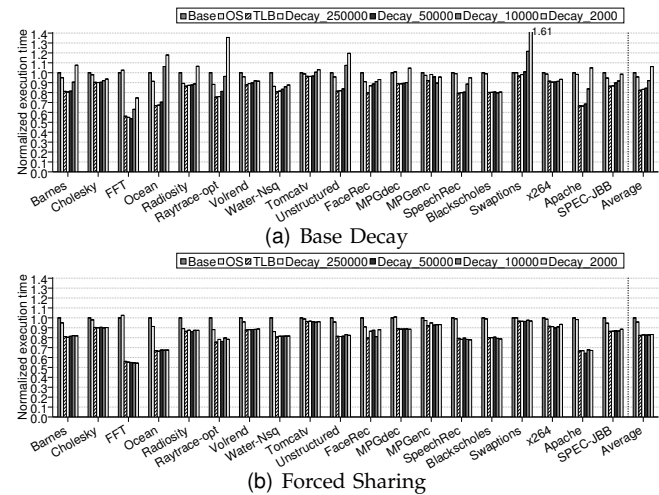 Base OS TLB Decay_250000 Decay_50000 Decay_10000 Decay_2000
1.61
Normalized execution time
1.4
1.3
1.2
1.1
1.0
0.9
0.8
0.7
0.6
0.5
0.4
0.3
0.2
0.1
0.0
Barnes
Cholesky
FFT
Ocean
Radiosity
Raytrace-opt
Volrend
Water-Nsq
Tomcatv
Unstructured
FaceRec
MPGdec
MPGenc
SpeechRec
Blackscholes
Swaptions
x264
Apache
SPEC-JBB
Average
(a) Base Decay
Base OS TLB Decay_250000 Decay_50000 Decay_10000 Decay_2000
Normalized execution time
1.4
1.3
1.2
1.1
1.0
0.9
0.8
0.7
0.6
0.5
0.4
0.3
0.2
0.1
0.0
Barnes
Cholesky
FFT
Ocean
Radiosity
Raytrace-opt
Volrend
Water-Nsq
Tomcatv
Unstructured
FaceRec
MPGdec
MPGenc
SpeechRec
Blackscholes
Swaptions
x264
Apache
SPEC-JBB
Average
(b) Forced Sharing